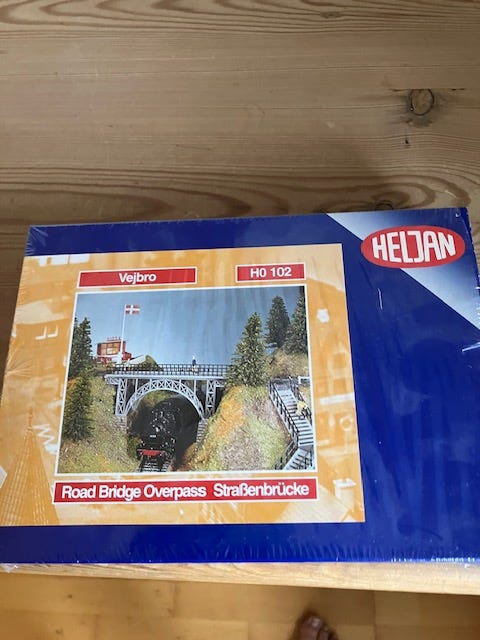 HELJAN
Vejbro
H0 102
Road Bridge Overpass Straßenbrücke